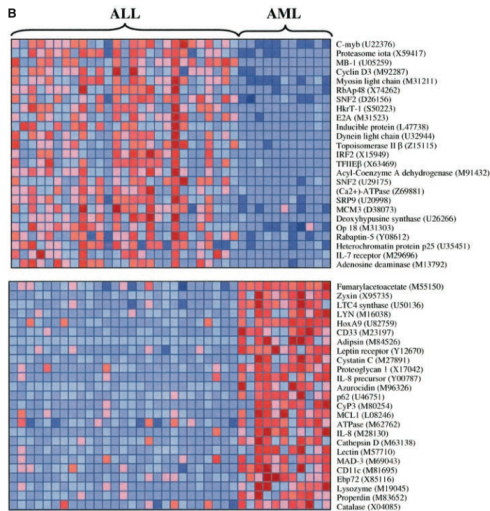 B
ALL AML
C-myb (U22376)
Proteasome iota (X59417)
MB-1 (U05259)
Cyclin D3 (M92287)
Myosin light chain (M31211)
RbAp48 (X74262)
SNF2 (D26156)
HkrT-1 (S50223)
E2A (M31523)
Inducible protein (L47738)
Dynein light chain (U32944)
Topoisomerase II β (Z15115)
IRF2 (X15949)
TFIIEβ (X63469)
Acyl-Coenzyme A dehydrogenase (M91432)
SNF2 (U29175)
(Ca2+)-ATPase (Z69881)
SRP9 (U20998)
MCM3 (D38073)
Deoxyhypusine synthase (U26266)
Op 18 (M31303)
Rabaptin-5 (Y08612)
Heterochromatin protein p25 (U35451)
IL-7 receptor (M29696)
Adenosine deaminase (M13792)
Fumarylacetoacetate (M55150)
Zyxin (X95735)
LTC4 synthase (U50136)
LYN (M16038)
HoxA9 (U82759)
CD33 (M23197)
Adipsin (M84526)
Leptin receptor (Y12670)
Cystatin C (M27891)
Proteoglycan 1 (X17042)
IL-8 precursor (Y00787)
Azurocidin (M96326)
p62 (U46751)
CyP3 (M80254)
MCL1 (L08246)
ATPase (M62762)
IL-8 (M28130)
Cathepsin D (M63138)
Lectin (M57710)
MAD-3 (M69043)
CD11c (M81695)
Ebp72 (X85116)
Lysozyme (M19045)
Properdin (M83652)
Catalase (X04085)